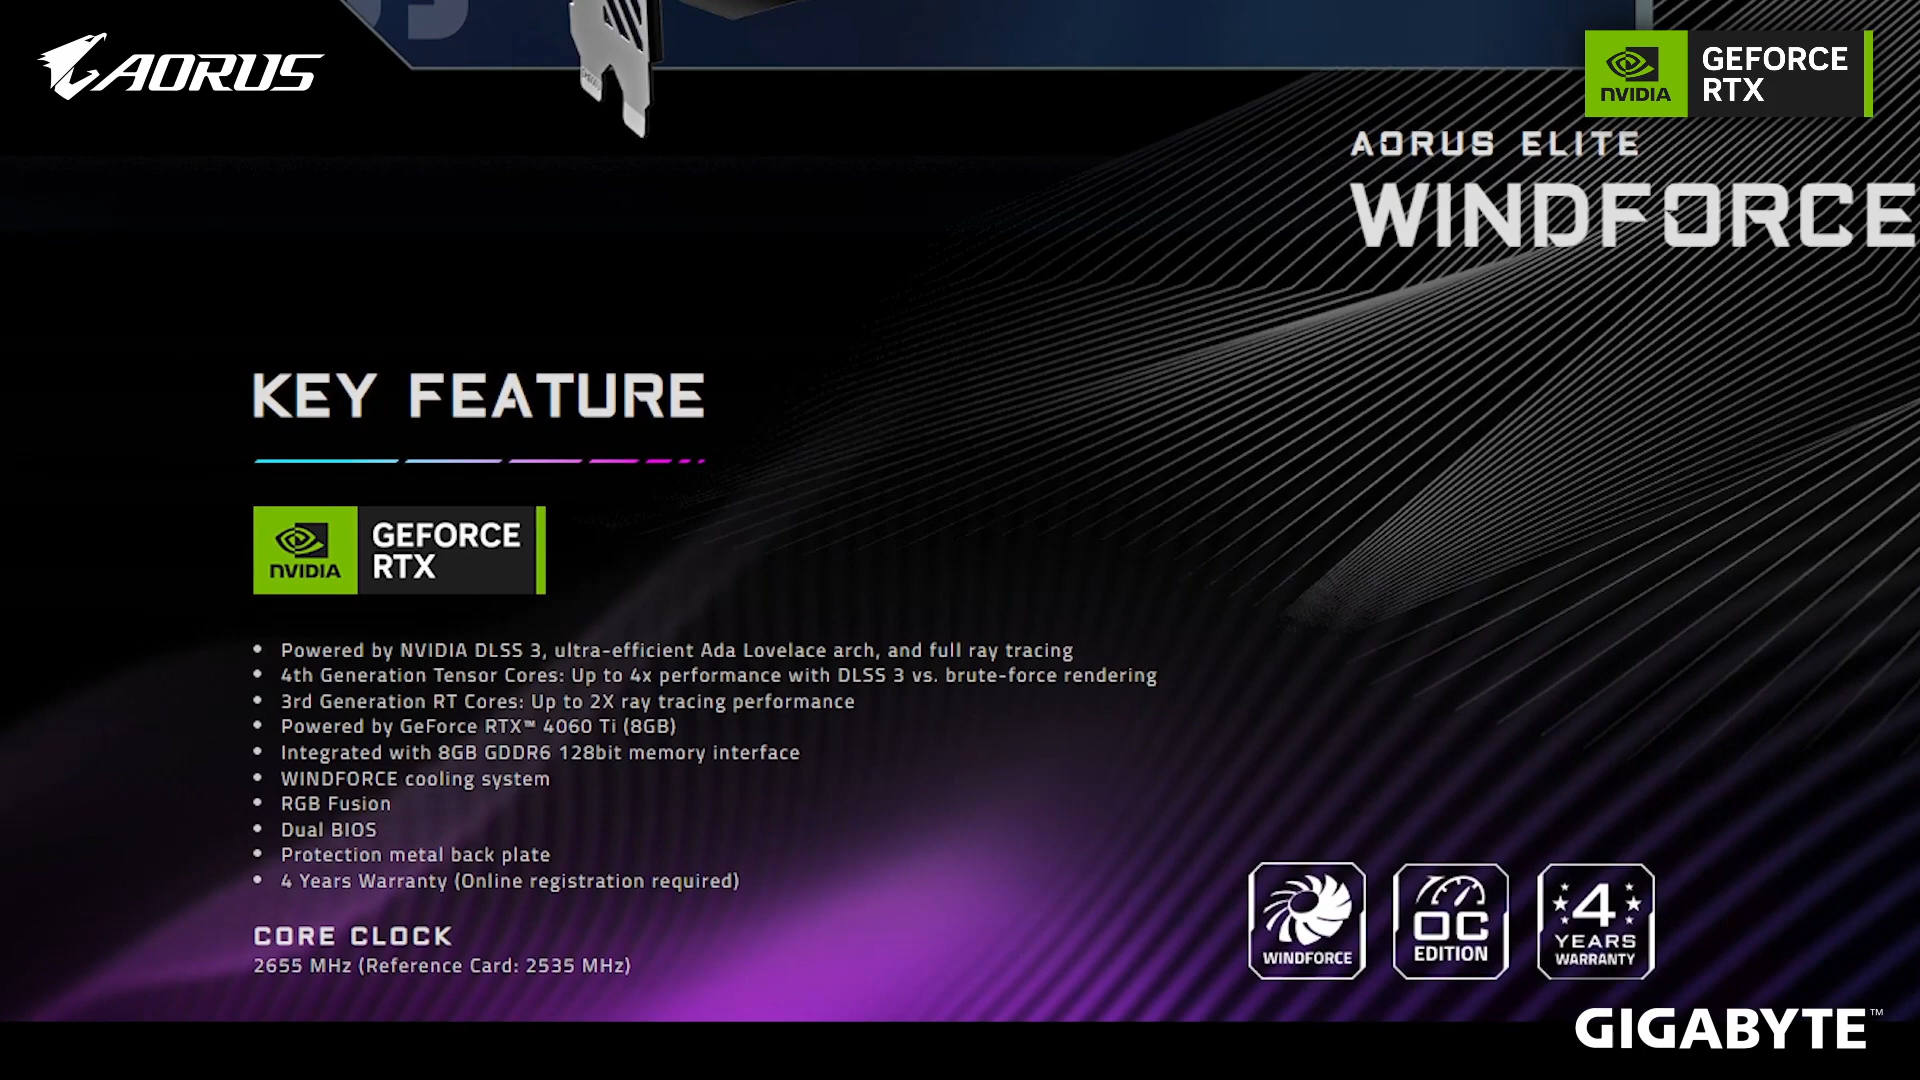 AORUS
NVIDIA
GEFORCE
RTX
AORUS ELITE
WINDFORCE
KEY FEATURE
NVIDIA
GEFORCE
RTX
• Powered by NVIDIA DLSS 3, ultra-efficient Ada Lovelace arch, and full ray tracing
• 4th Generation Tensor Cores: Up to 4x performance with DLSS 3 vs. brute-force rendering
• 3rd Generation RT Cores: Up to 2X ray tracing performance
• Powered by GeForce RTX™ 4060 Ti (8GB)
• Integrated with 8GB GDDR6 128bit memory interface
• WINDFORCE cooling system
• RGB Fusion
• Dual BIOS
• Protection metal back plate
• 4 Years Warranty (Online registration required)
CORE CLOCK
2655 MHz (Reference Card: 2535 MHz)
WINDFORCE
OC
EDITION
4
YEARS
WARRANTY
GIGABYTE™